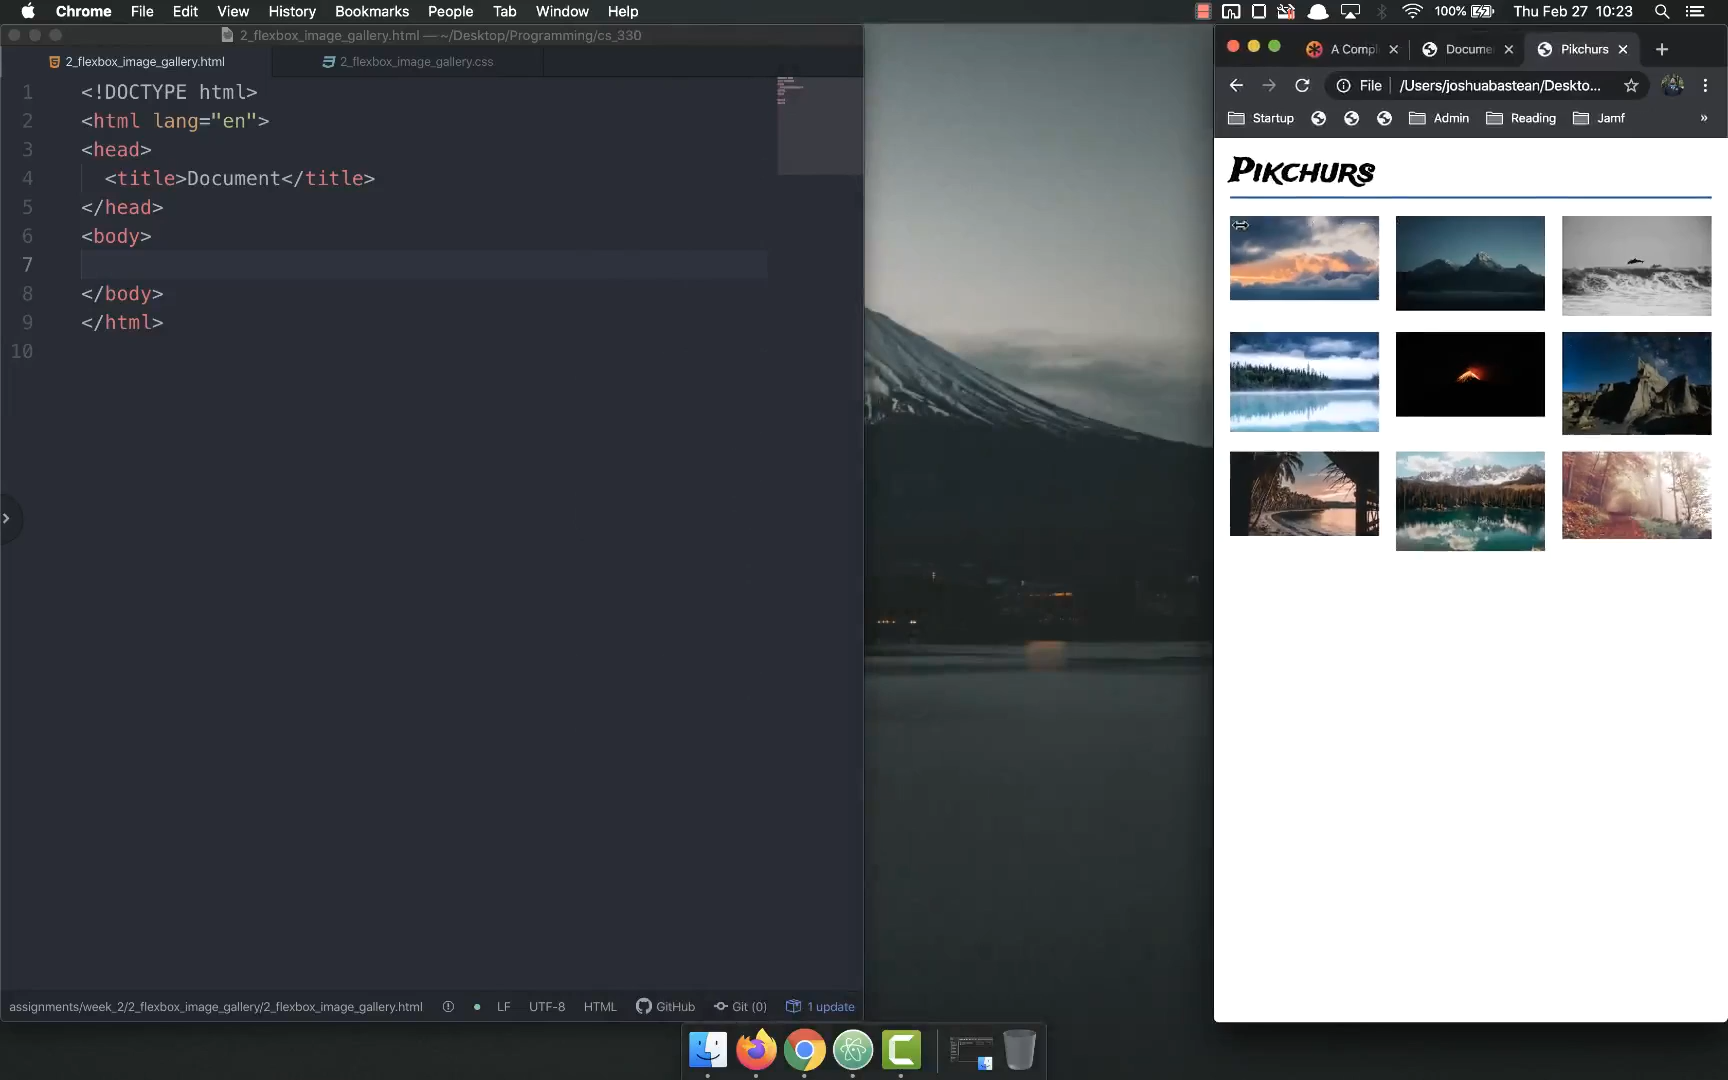 Chrome File Edit View History Bookmarks People Tab Window Help 100% Thu Feb 27 10:23
2_flexbox_image_gallery.html — ~/Desktop/Programming/cs_330
2_flexbox_image_gallery.html 2_flexbox_image_gallery.css
1 <!DOCTYPE html>
2 <html lang="en">
3 <head>
4 <title>Document</title>
5 </head>
6 <body>
7
8 </body>
9 </html>
10
assignments/week_2/2_flexbox_image_gallery/2_flexbox_image_gallery.html LF UTF-8 HTML GitHub Git (0) 1 update
A Compl Docume Pikchurs
File /Users/joshuabastean/Deskto...
Startup Admin Reading Jamf »
Pikchurs